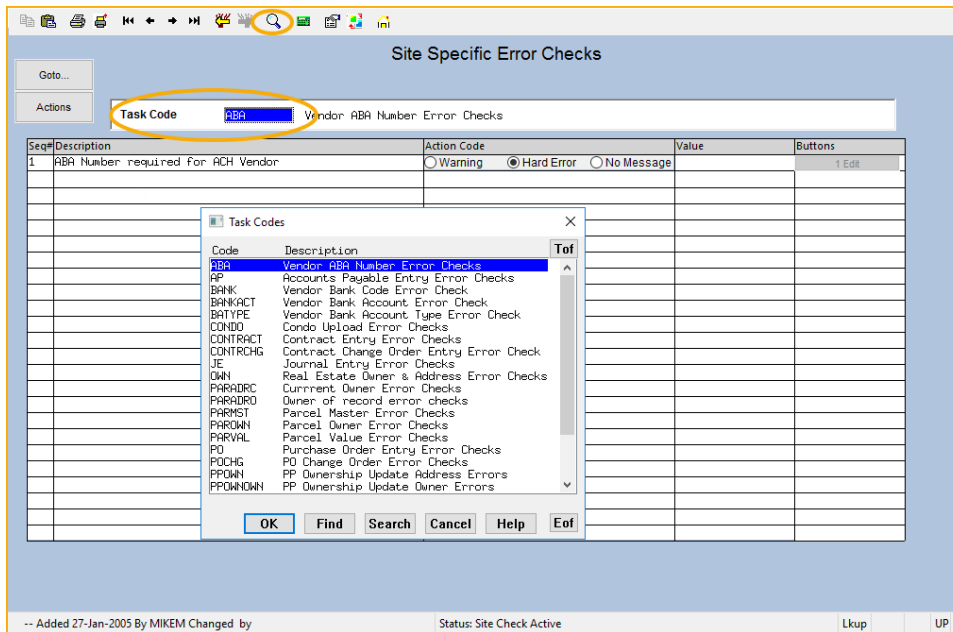 Site Specific Error Checks
Goto...
Actions
Task Code ABA Vendor ABA Number Error Checks
Seq# Description Action Code Value Buttons
1 ABA Number required for ACH Vendor Warning Hard Error No Message 1 Edit
Task Codes
Code Description Tof
ABA Vendor ABA Number Error Checks
AP Accounts Payable Entry Error Checks
BANK Vendor Bank Code Error Check
BANKACT Vendor Bank Account Error Check
BATYPE Vendor Bank Account Type Error Check
CONDO Condo Upload Error Checks
CONTRACT Contract Entry Error Checks
CONTRCHG Contract Change Order Entry Error Check
JE Journal Entry Error Checks
OWN Real Estate Owner & Address Error Checks
PARADRC Currrent Owner Error Checks
PARADRO Owner of record error checks
PARMST Parcel Master Error Checks
PAROWN Parcel Owner Error Checks
PARVAL Parcel Value Error Checks
PO Purchase Order Entry Error Checks
POCHG PO Change Order Error Checks
PPOWN PP Ownership Update Address Errors
PPOWNOWN PP Ownership Update Owner Errors
OK Find Search Cancel Help Eof
-- Added 27-Jan-2005 By MIKEM Changed by Status: Site Check Active Lkup UP